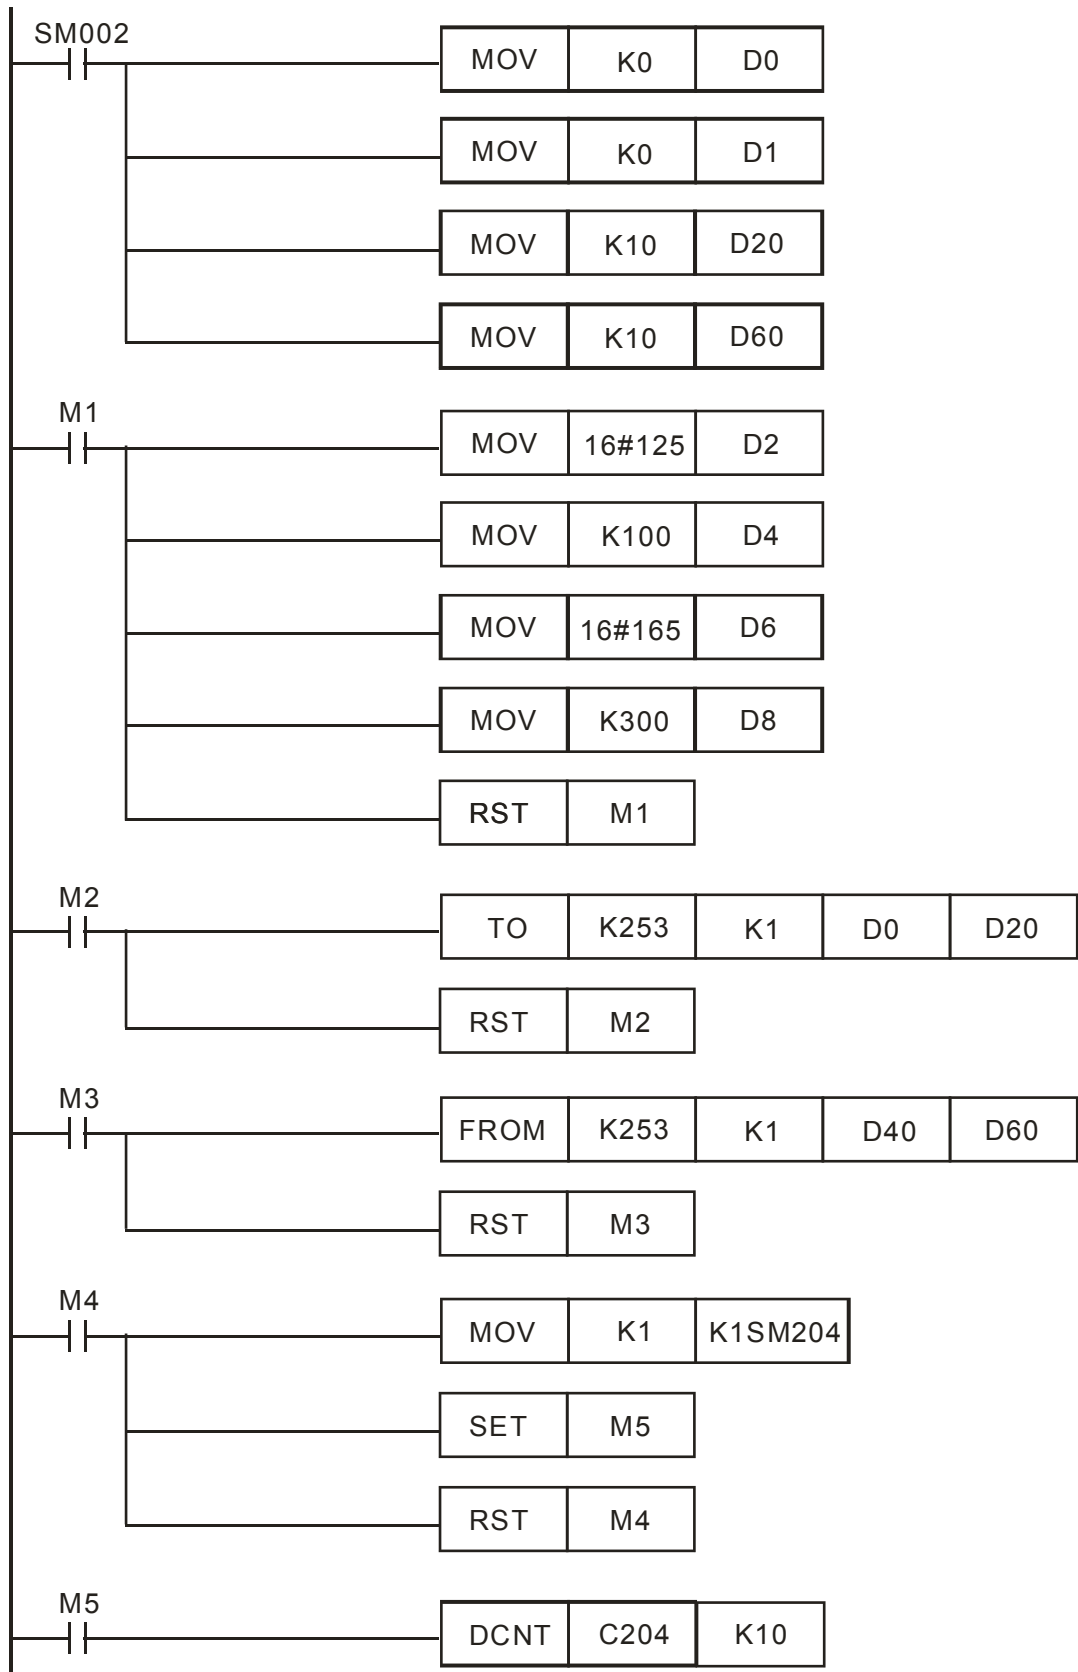 SM002
MOV K0 D0
MOV K0 D1
MOV K10 D20
MOV K10 D60
M1
MOV 16#125 D2
MOV K100 D4
MOV 16#165 D6
MOV K300 D8
RST M1
M2
TO K253 K1 D0 D20
RST M2
M3
FROM K253 K1 D40 D60
RST M3
M4
MOV K1 K1SM204
SET M5
RST M4
M5
DCNT C204 K10